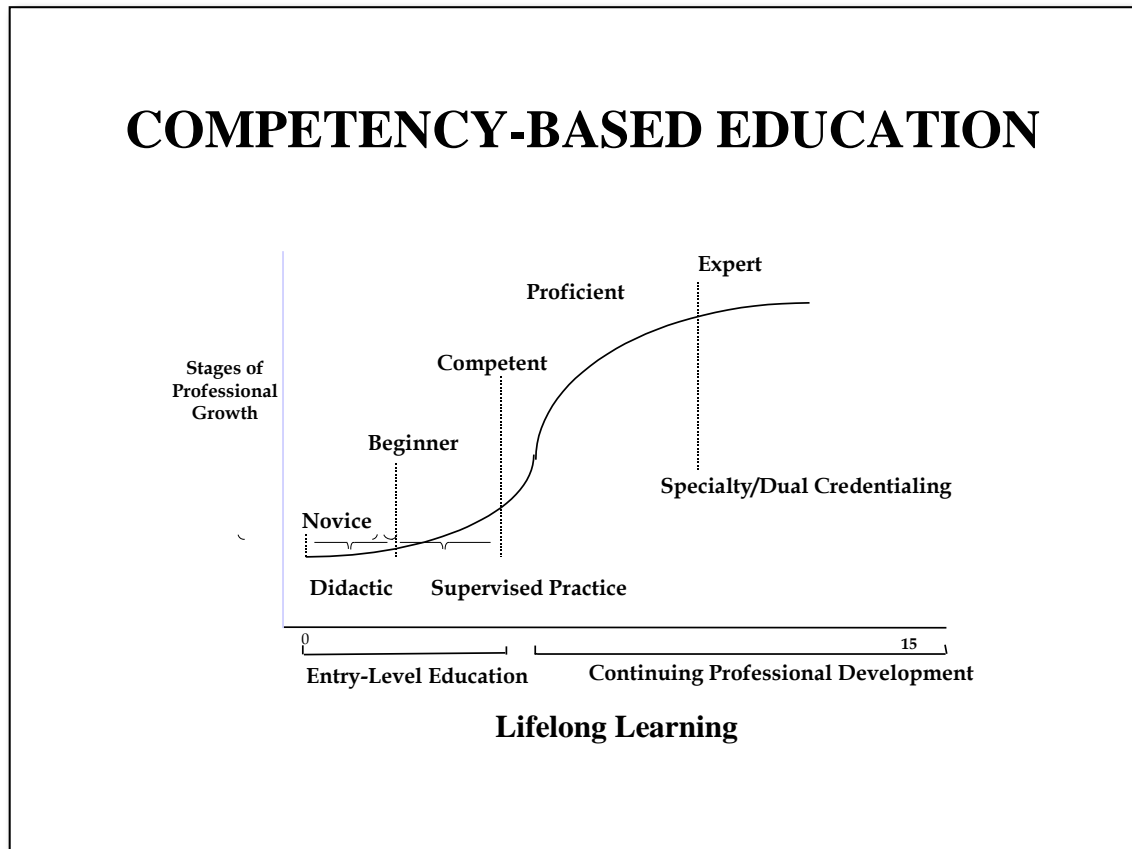 COMPETENCY-BASED EDUCATION
Expert
Proficient
Competent
Stages of
Professional
Growth
Beginner
Specialty/Dual Credentialing
Novice
Didactic
Supervised Practice
0
15
Entry-Level Education
Continuing Professional Development
Lifelong Learning